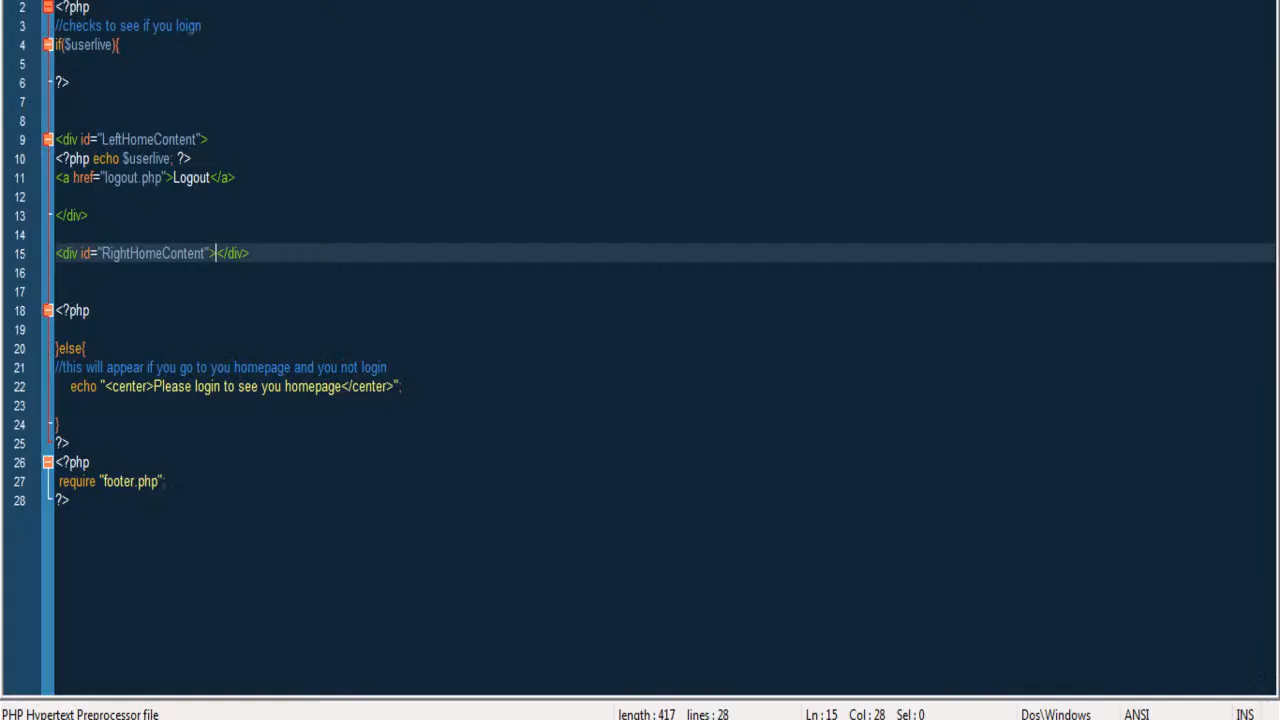 2 <?php
3 //checks to see if you loign
4 if($userlive){
5
6 ?>
7
8
9 <div id="LeftHomeContent">
10 <?php echo $userlive; ?>
11 <a href="logout.php">Logout</a>
12
13 </div>
14
15 <div id="RightHomeContent"></div>
16
17
18 <?php
19
20 }else{
21 //this will appear if you go to you homepage and you not login
22 echo "<center>Please login to see you homepage</center>";
23
24 }
25 ?>
26 <?php
27 require "footer.php";
28 ?>
PHP Hypertext Preprocessor file length : 417 lines : 28 Ln : 15 Col : 28 Sel : 0 Dos\Windows ANSI INS